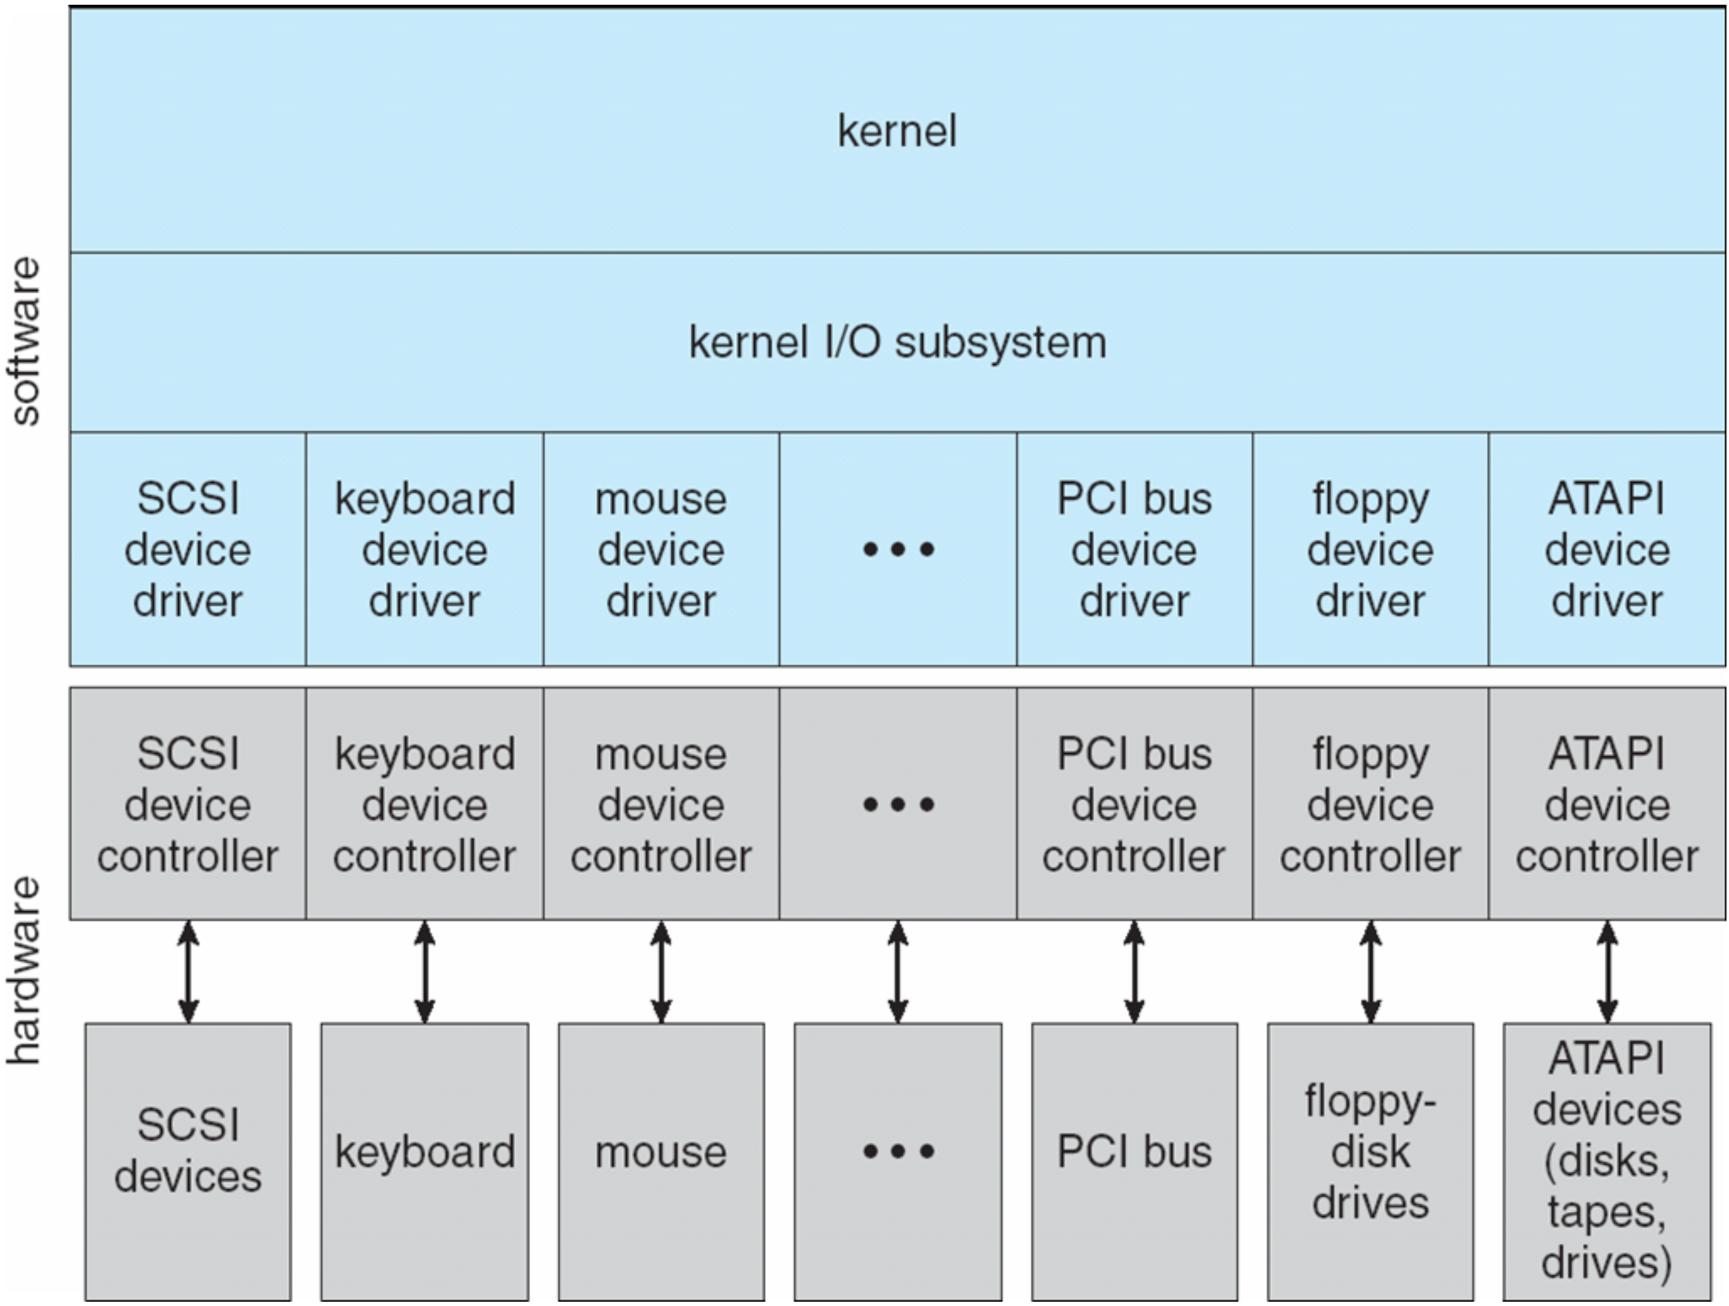 kernel
software
kernel I/O subsystem
SCSI
device
driver
keyboard
device
driver
mouse
device
driver
•••
PCI bus
device
driver
floppy
device
driver
ATAPI
device
driver
hardware
SCSI
device
controller
keyboard
device
controller
mouse
device
controller
•••
PCI bus
device
controller
floppy
device
controller
ATAPI
device
controller
SCSI
devices
keyboard
mouse
•••
PCI bus
floppy-
disk
drives
ATAPI
devices
(disks,
tapes,
drives)